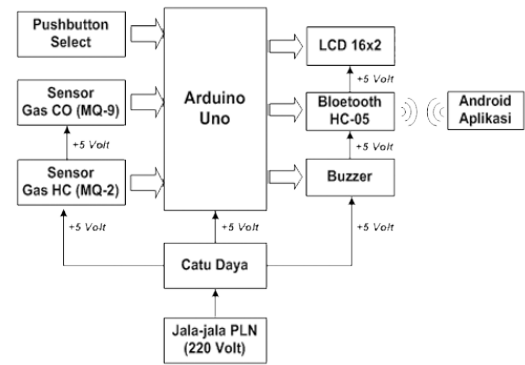 Pushbutton
Select
Arduino
Uno
LCD 16x2
+5 Volt
Sensor
Gas CO (MQ-9)
Bloetooth
HC-05
Android
Aplikasi
+5 Volt
+5 Volt
Sensor
Gas HC (MQ-2)
Buzzer
+5 Volt
+5 Volt
+5 Volt
Catu Daya
Jala-jala PLN
(220 Volt)